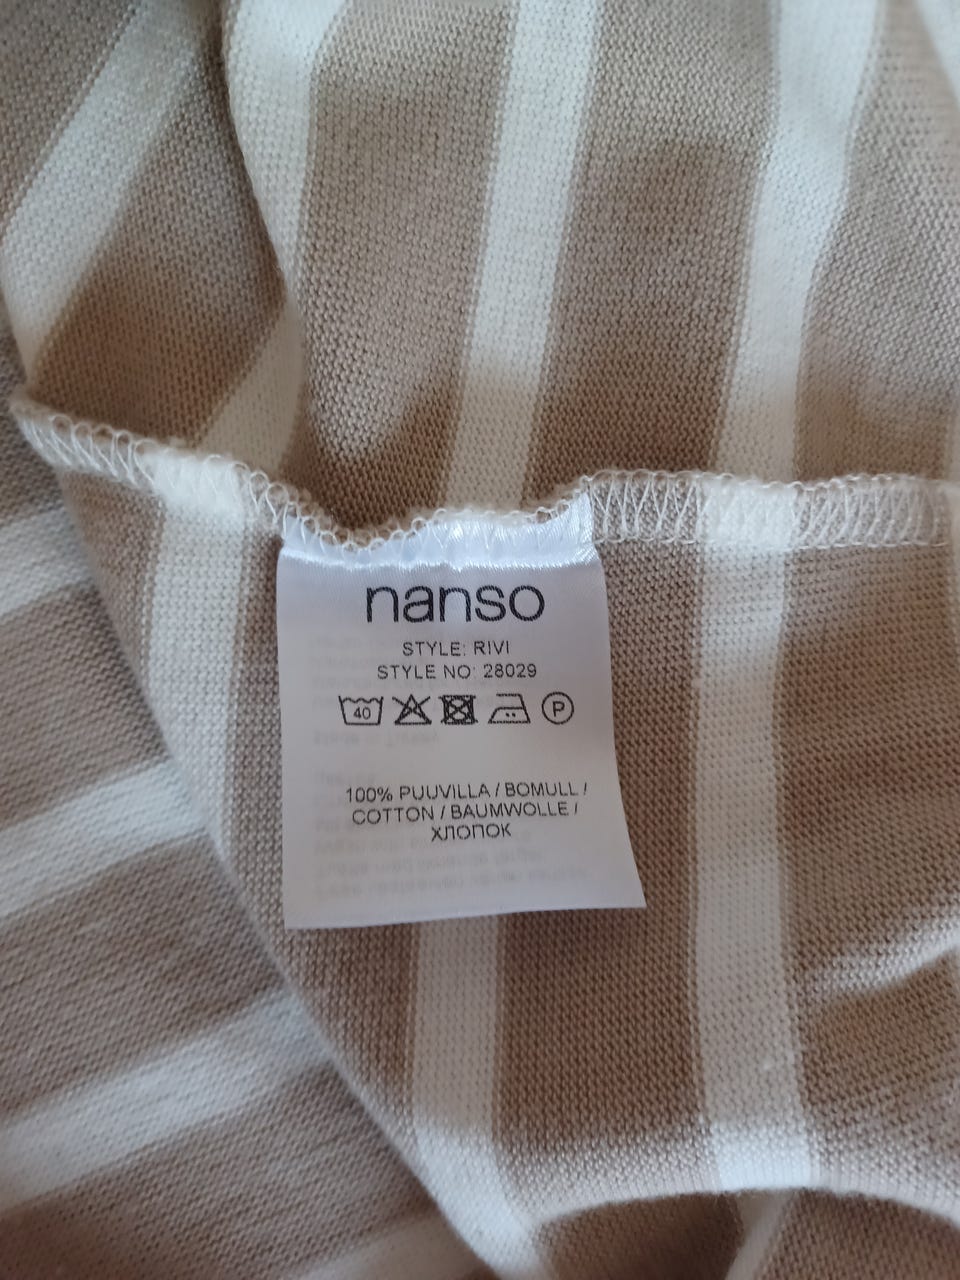 nanso
STYLE: RIVI
STYLE NO: 28029
40 P
100% PUUVILLA / BOMULL /
COTTON / BAUMWOLLE /
ХЛОПОК